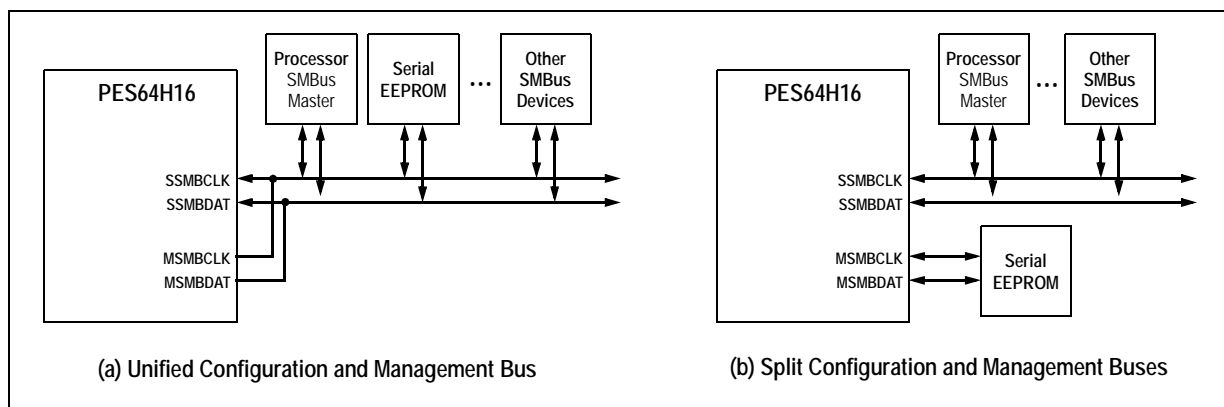 PES64H16
Processor
SMBus
Master
Serial
EEPROM
...
Other
SMBus
Devices
SSMBCLK
SSMBDAT
MSMBCLK
MSMBDAT
(a) Unified Configuration and Management Bus
PES64H16
Processor
SMBus
Master
...
Other
SMBus
Devices
SSMBCLK
SSMBDAT
MSMBCLK
MSMBDAT
Serial
EEPROM
(b) Split Configuration and Management Buses